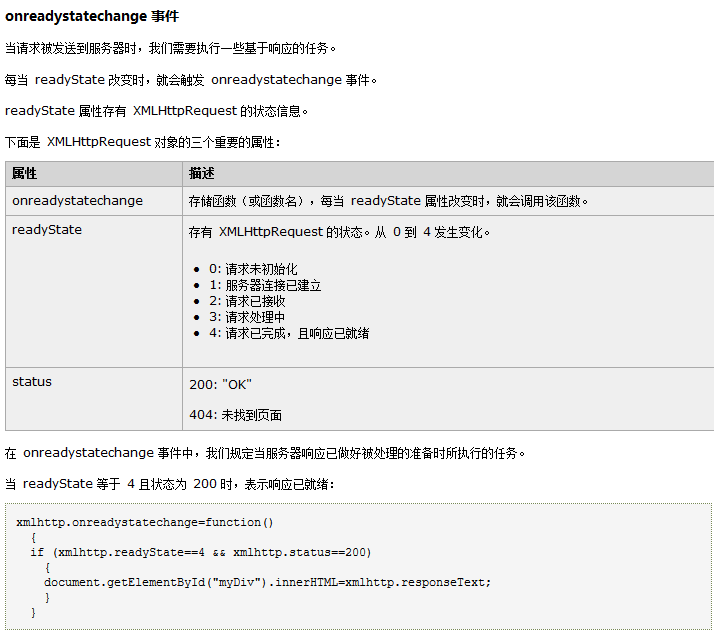 onreadystatechange 事件
当请求被发送到服务器时，我们需要执行一些基于响应的任务。
每当 readyState 改变时，就会触发 onreadystatechange 事件。
readyState 属性存有 XMLHttpRequest 的状态信息。
下面是 XMLHttpRequest 对象的三个重要的属性：
属性 描述
onreadystatechange 存储函数（或函数名），每当 readyState 属性改变时，就会调用该函数。
readyState 存有 XMLHttpRequest 的状态。从 0 到 4 发生变化。
• 0: 请求未初始化
• 1: 服务器连接已建立
• 2: 请求已接收
• 3: 请求处理中
• 4: 请求已完成，且响应已就绪
status 200: "OK"
404: 未找到页面
在 onreadystatechange 事件中，我们规定当服务器响应已做好被处理的准备时所执行的任务。
当 readyState 等于 4 且状态为 200 时，表示响应已就绪：
xmlhttp.onreadystatechange=function()
  {
  if (xmlhttp.readyState==4 && xmlhttp.status==200)
    {
    document.getElementById("myDiv").innerHTML=xmlhttp.responseText;
    }
  }